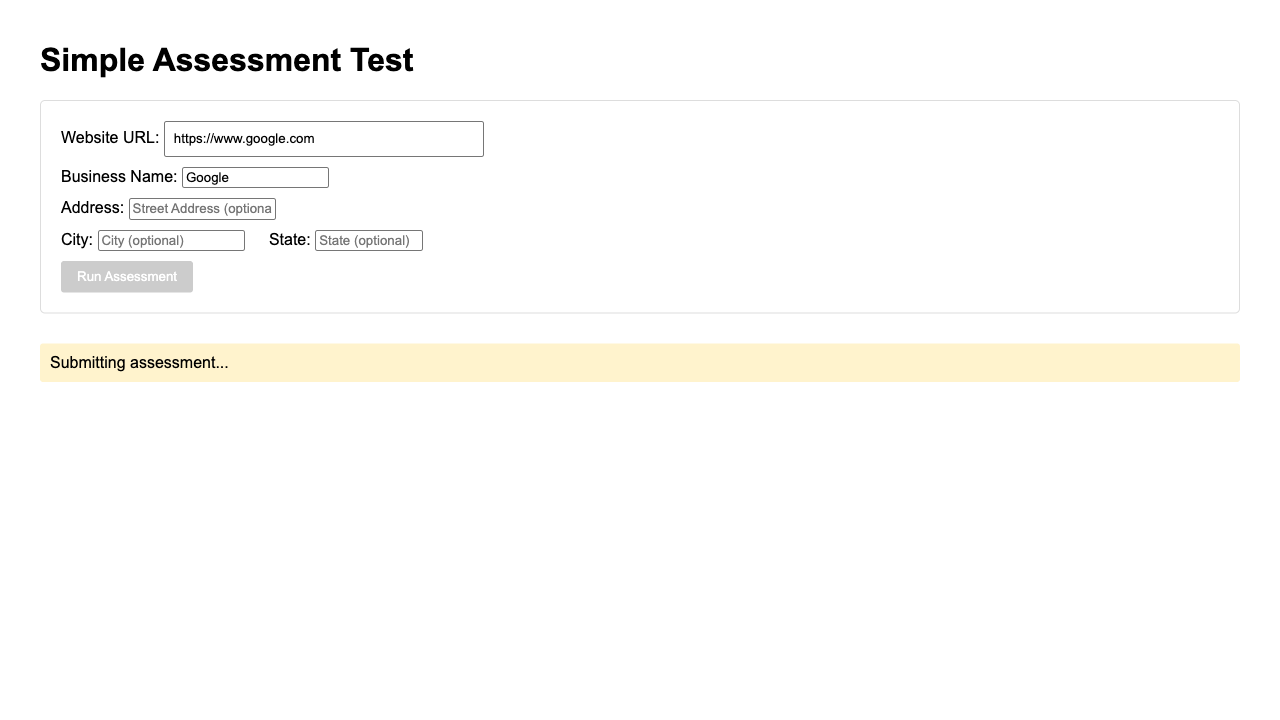 Simple Assessment Test
Website URL: https://www.google.com
Business Name: Google
Address: Street Address (optiona
City: City (optional) State: State (optional)
Run Assessment
Submitting assessment...